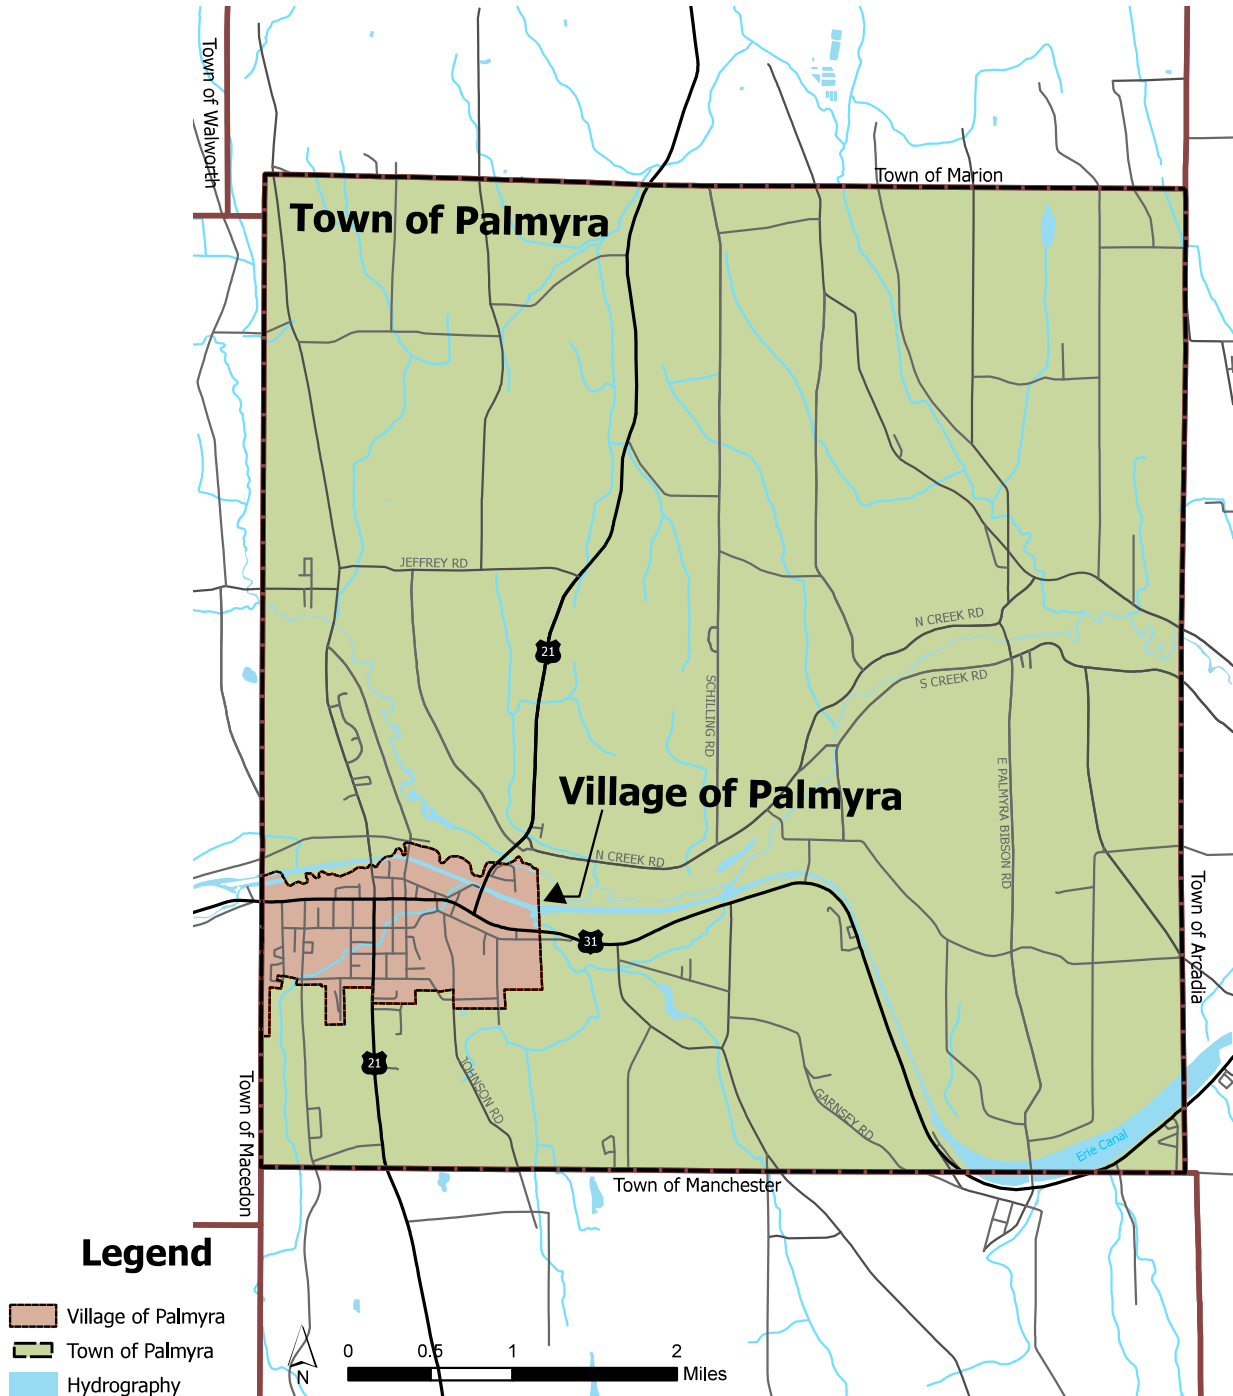 Town of Walworth
Town of Marion
Town of Palmyra
JEFFREY RD
N CREEK RD
21
S CREEK RD
SCHILLING RD
E PALMYRA BIBSON RD
Village of Palmyra
N CREEK RD
Town of Arcadia
31
21
JOHNSON RD
GARNSEY RD
Town of Macedon
Erie Canal
Town of Manchester
Legend
Village of Palmyra
Town of Palmyra
Hydrography
N
0 0.5 1 2
Miles